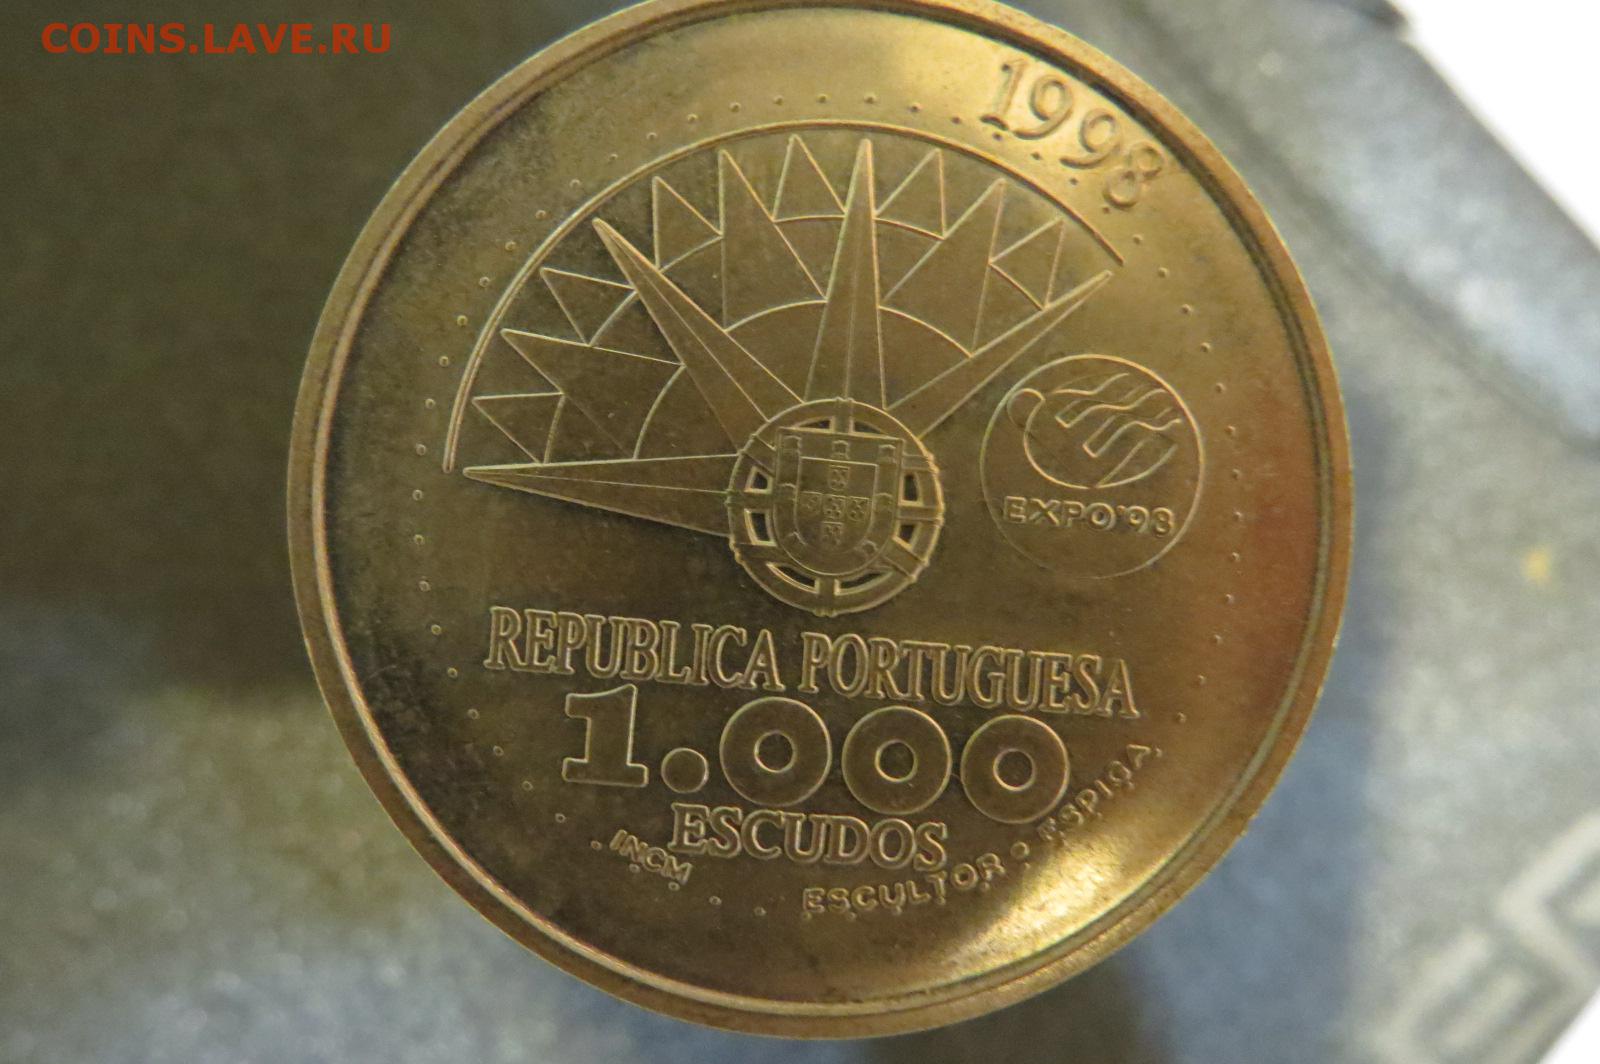 COINS.LAVE.RU
1998
EXPO'98
REPUBLICA PORTUGUESA
1.000
ESCUDOS
INCM
ESCULTOR · ESPIGA